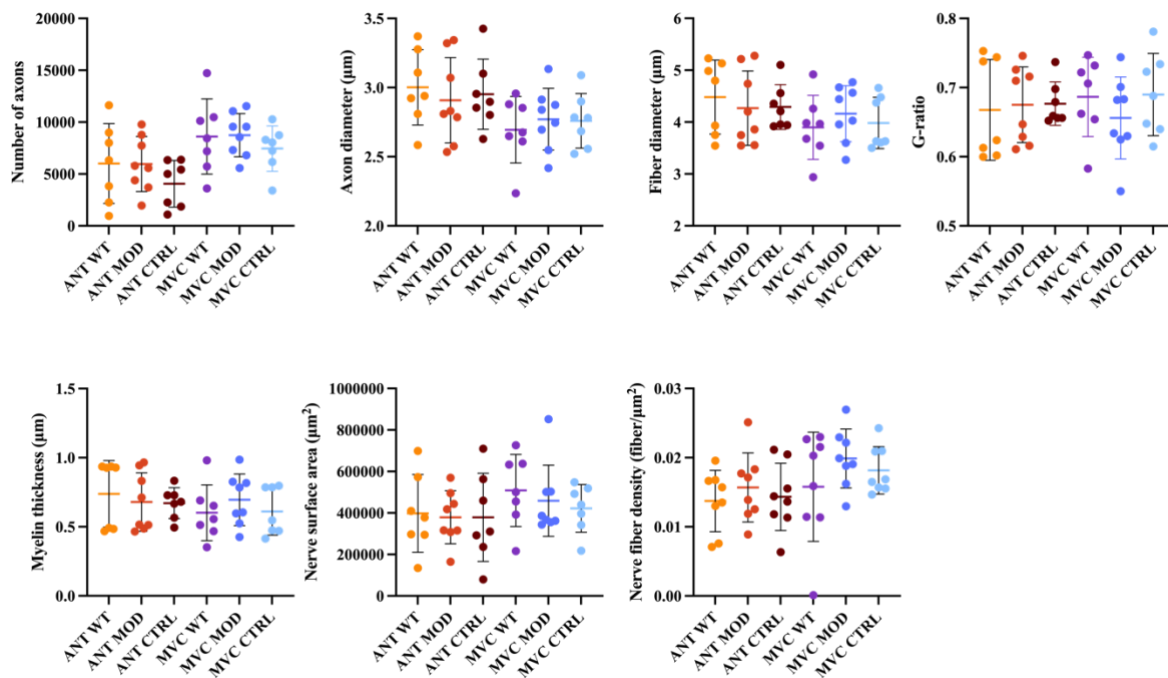 Number of axons
20000
15000
10000
5000
0
ANT WT
ANT MOD
ANT CTRL
MVC WT
MVC MOD
MVC CTRL
Axon diameter (μm)
3.5
3.0
2.5
2.0
ANT WT
ANT MOD
ANT CTRL
MVC WT
MVC MOD
MVC CTRL
Fiber diameter (μm)
6
5
4
3
2
ANT WT
ANT MOD
ANT CTRL
MVC WT
MVC MOD
MVC CTRL
G-ratio
0.8
0.7
0.6
0.5
ANT WT
ANT MOD
ANT CTRL
MVC WT
MVC MOD
MVC CTRL
Myelin thickness (μm)
1.5
1.0
0.5
0.0
ANT WT
ANT MOD
ANT CTRL
MVC WT
MVC MOD
MVC CTRL
Nerve surface area (μm²)
1000000
800000
600000
400000
200000
0
ANT WT
ANT MOD
ANT CTRL
MVC WT
MVC MOD
MVC CTRL
Nerve fiber density (fiber/μm²)
0.03
0.02
0.01
0.00
ANT WT
ANT MOD
ANT CTRL
MVC WT
MVC MOD
MVC CTRL